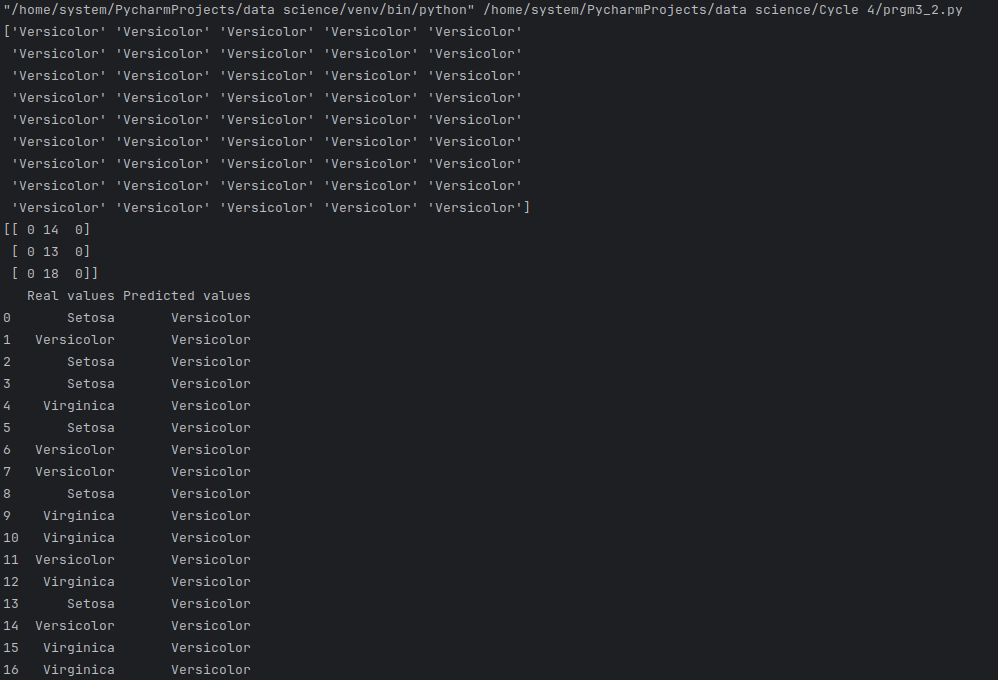 "/home/system/PycharmProjects/data science/venv/bin/python" /home/system/PycharmProjects/data science/Cycle 4/prgm3_2.py
['Versicolor' 'Versicolor' 'Versicolor' 'Versicolor' 'Versicolor'
 'Versicolor' 'Versicolor' 'Versicolor' 'Versicolor' 'Versicolor'
 'Versicolor' 'Versicolor' 'Versicolor' 'Versicolor' 'Versicolor'
 'Versicolor' 'Versicolor' 'Versicolor' 'Versicolor' 'Versicolor'
 'Versicolor' 'Versicolor' 'Versicolor' 'Versicolor' 'Versicolor'
 'Versicolor' 'Versicolor' 'Versicolor' 'Versicolor' 'Versicolor'
 'Versicolor' 'Versicolor' 'Versicolor' 'Versicolor' 'Versicolor'
 'Versicolor' 'Versicolor' 'Versicolor' 'Versicolor' 'Versicolor'
 'Versicolor' 'Versicolor' 'Versicolor' 'Versicolor' 'Versicolor']
[[ 0 14  0]
 [ 0 13  0]
 [ 0 18  0]]
   Real values Predicted values
0       Setosa       Versicolor
1   Versicolor       Versicolor
2       Setosa       Versicolor
3       Setosa       Versicolor
4    Virginica       Versicolor
5       Setosa       Versicolor
6   Versicolor       Versicolor
7   Versicolor       Versicolor
8       Setosa       Versicolor
9    Virginica       Versicolor
10   Virginica       Versicolor
11  Versicolor       Versicolor
12   Virginica       Versicolor
13      Setosa       Versicolor
14  Versicolor       Versicolor
15   Virginica       Versicolor
16   Virginica       Versicolor